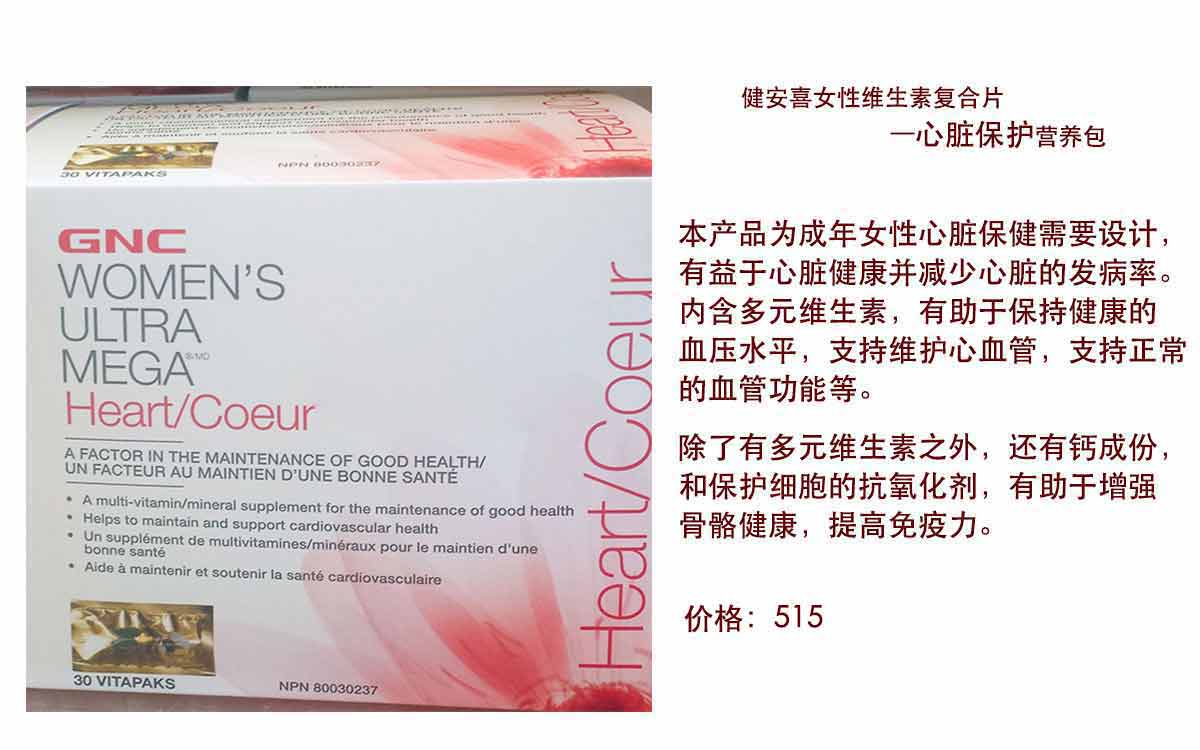 健安喜女性维生素复合片
—心脏保护营养包
本产品为成年女性心脏保健需要设计，
有益于心脏健康并减少心脏的发病率。
内含多元维生素，有助于保持健康的
血压水平，支持维护心血管，支持正常
的血管功能等。
除了有多元维生素之外，还有钙成份，
和保护细胞的抗氧化剂，有助于增强
骨骼健康，提高免疫力。
价格：515
Aide à maintenir et soutenir la santé cardiovasculaire
30 VITAPAKS
NPN 80030237
Heart/Co
GNC
WOMEN'S
ULTRA
MEGA
Heart/Coeur
A FACTOR IN THE MAINTENANCE OF GOOD HEALTH/
UN FACTEUR AU MAINTIEN D'UNE BONNE SANTÉ
• A multi-vitamin/mineral supplement for the maintenance of good health
• Helps to maintain and support cardiovascular health
• Un supplément de multivitamines/minéraux pour le maintien d'une
bonne santé
• Aide à maintenir et soutenir la santé cardiovasculaire
30 VITAPAKS
NPN 80030237
Heart/Coeur